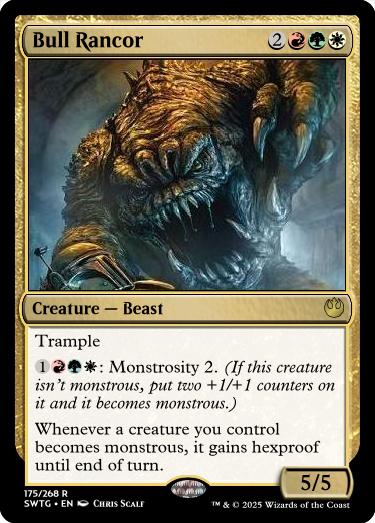 Bull Rancor 2
Creature — Beast
Trample
1: Monstrosity 2. (If this creature
isn't monstrous, put two +1/+1 counters on
it and it becomes monstrous.)
Whenever a creature you control
becomes monstrous, it gains hexproof
until end of turn.
5/5
175/268 R
SWTG • EN Chris Scalf
™ & © 2025 Wizards of the Coast